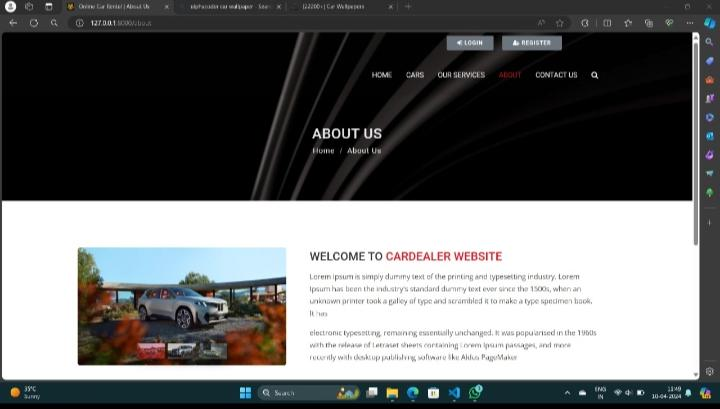 Online Car Rental | About Us
(22200+) Car Wallpapers
127.0.0.1:8000/about
LOGIN
REGISTER
HOME
CARS
OUR SERVICES
ABOUT
CONTACT US
ABOUT US
Home / About Us
WELCOME TO CARDEALER WEBSITE
Lorem Ipsum is simply dummy text of the printing and typesetting industry. Lorem
Ipsum has been the industry's standard dummy text ever since the 1500s, when an
unknown printer took a galley of type and scrambled it to make a type specimen book.
It has
electronic typesetting, remaining essentially unchanged. It was popularised in the 1960s
with the release of Letraset sheets containing Lorem Ipsum passages, and more
recently with desktop publishing software like Aldus PageMaker
35°C
Sunny
Search
ENG
IN
11:49
10-04-2024